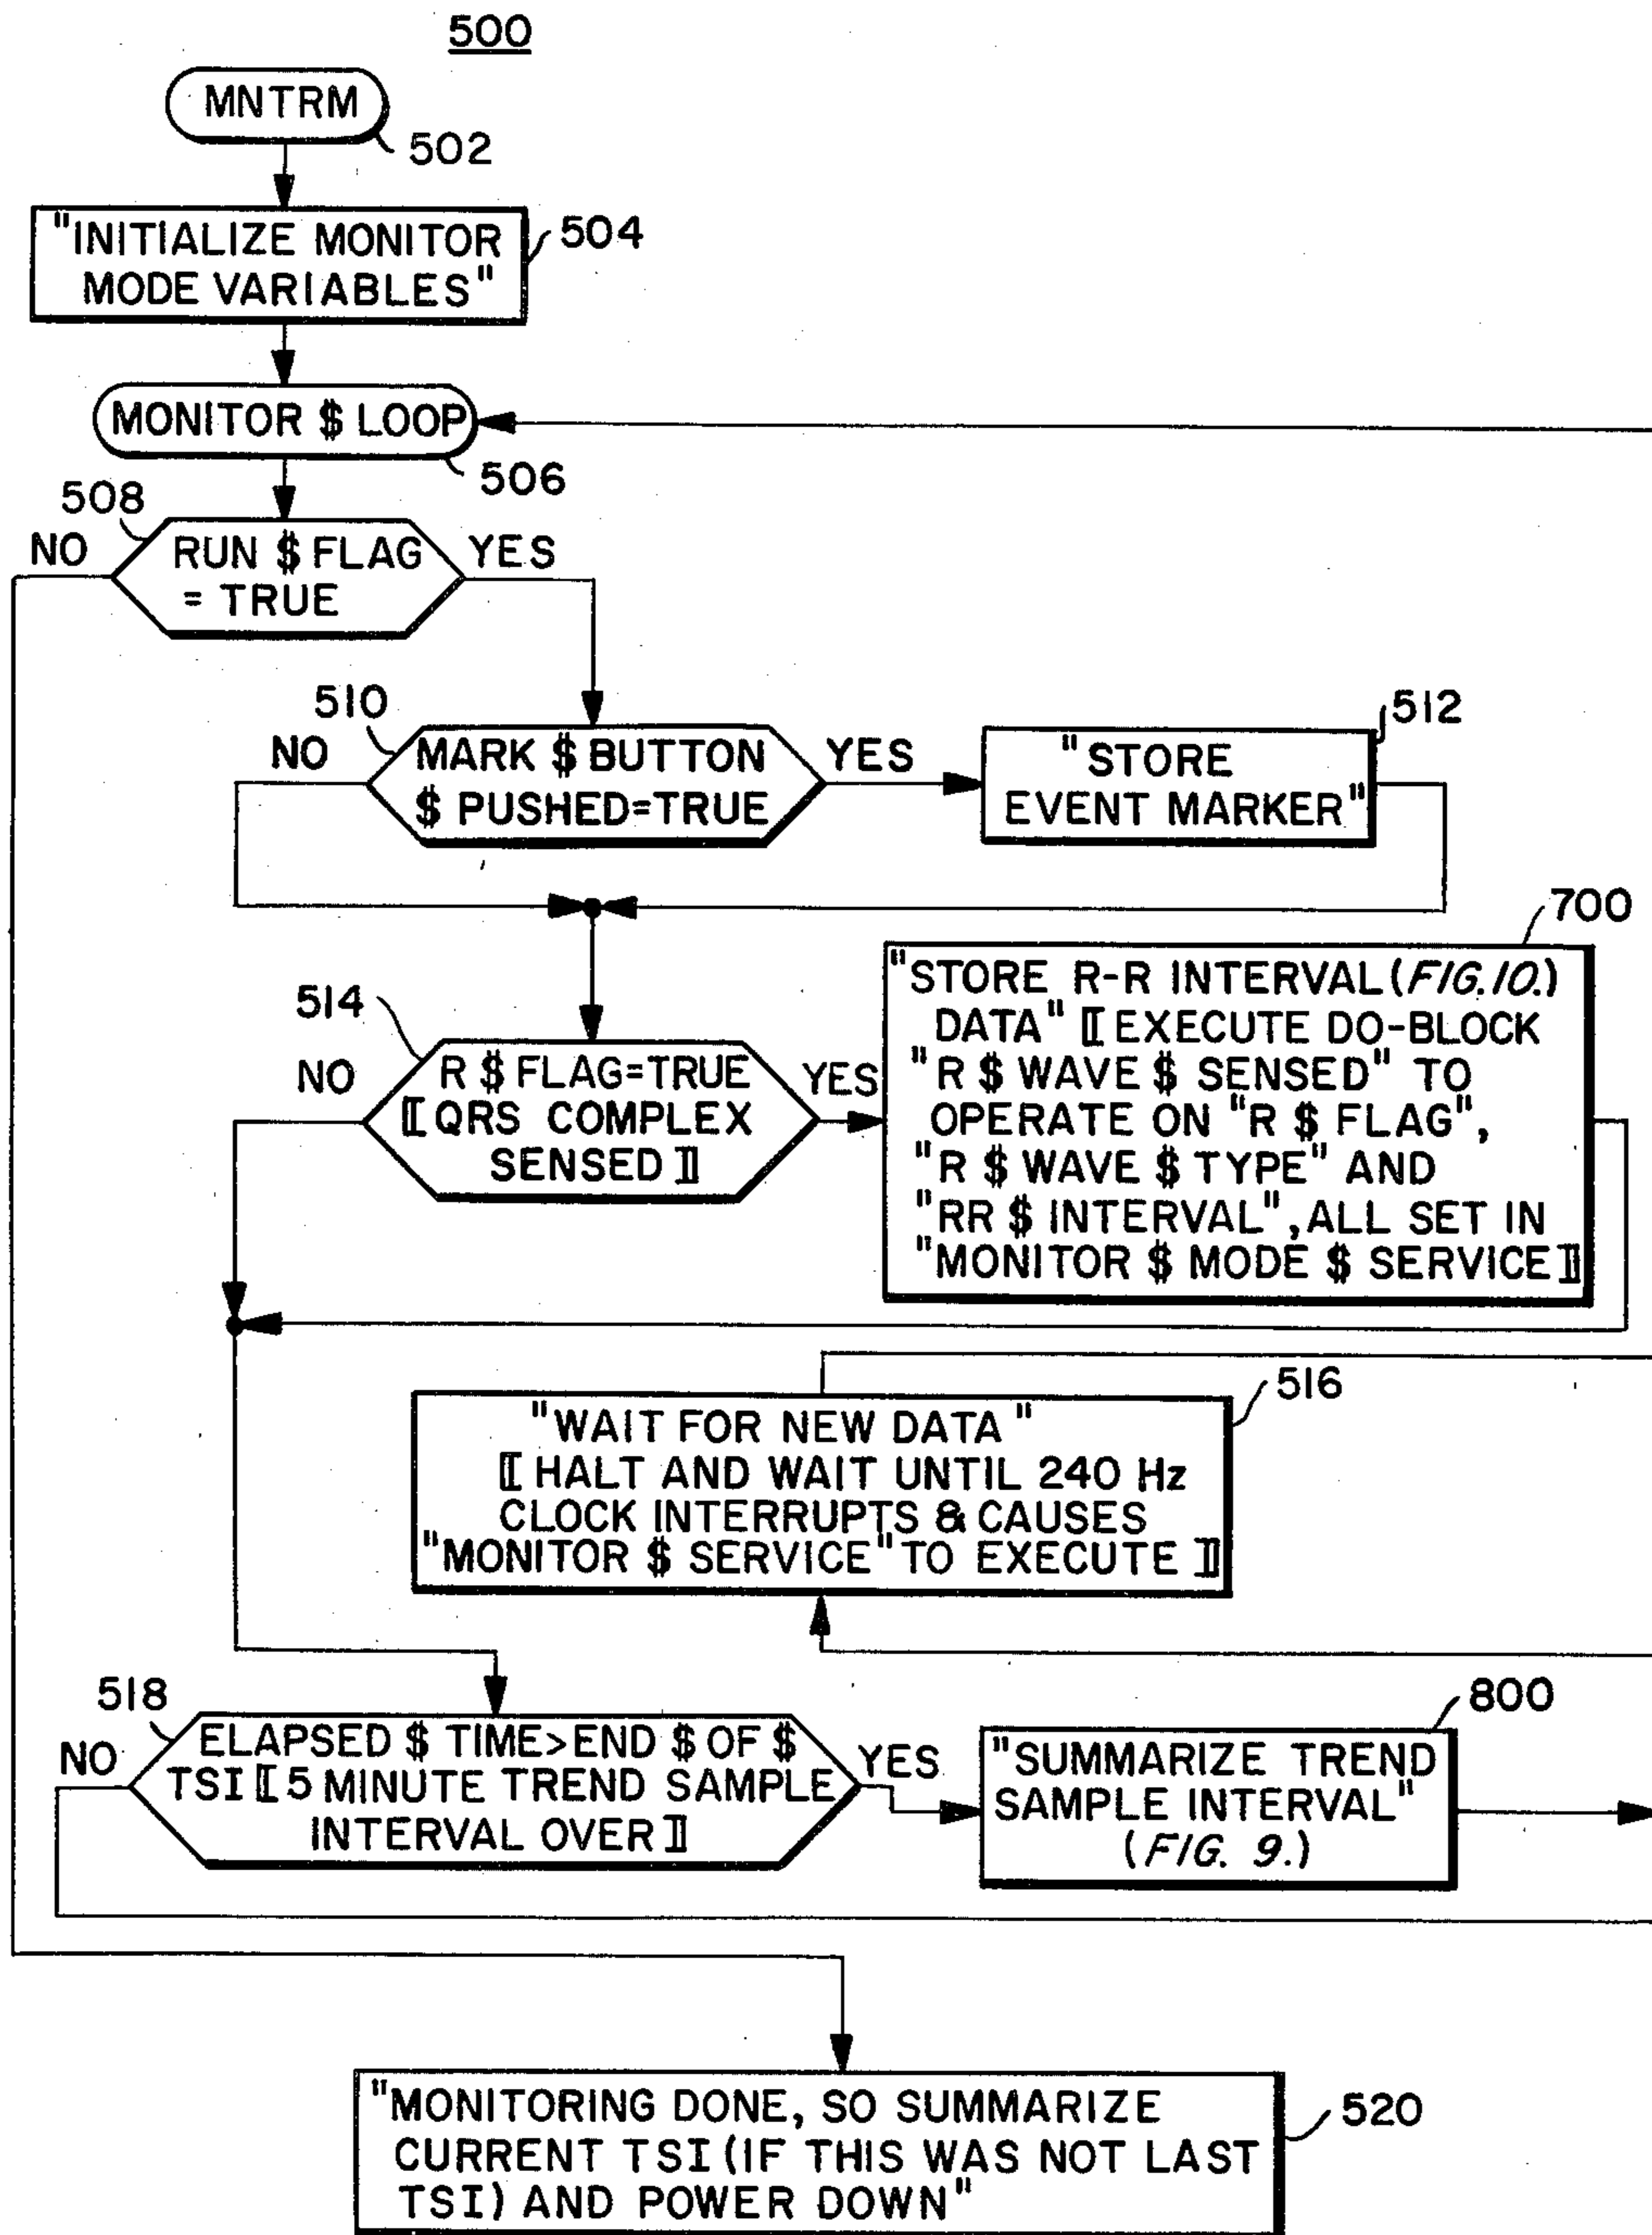 500
MNTRM
502
"INITIALIZE MONITOR
MODE VARIABLES"
504
MONITOR $ LOOP
506
508
NO
RUN $ FLAG
= TRUE
YES
510
NO
MARK $ BUTTON
$ PUSHED=TRUE
YES
512
"STORE
EVENT MARKER"
514
NO
R $ FLAG=TRUE
[[ QRS COMPLEX
SENSED ]]
YES
700
"STORE R-R INTERVAL (FIG. 10.)
DATA" [[ EXECUTE DO-BLOCK
"R $ WAVE $ SENSED" TO
OPERATE ON "R $ FLAG",
"R $ WAVE $ TYPE" AND
"RR $ INTERVAL", ALL SET IN
"MONITOR $ MODE $ SERVICE ]]
516
"WAIT FOR NEW DATA"
[[ HALT AND WAIT UNTIL 240 Hz
CLOCK INTERRUPTS & CAUSES
"MONITOR $ SERVICE" TO EXECUTE ]]
518
NO
ELAPSED $ TIME>END $ OF $
TSI [[ 5 MINUTE TREND SAMPLE
INTERVAL OVER ]]
YES
800
"SUMMARIZE TREND
SAMPLE INTERVAL"
(FIG. 9.)
"MONITORING DONE, SO SUMMARIZE
CURRENT TSI (IF THIS WAS NOT LAST
TSI) AND POWER DOWN"
520